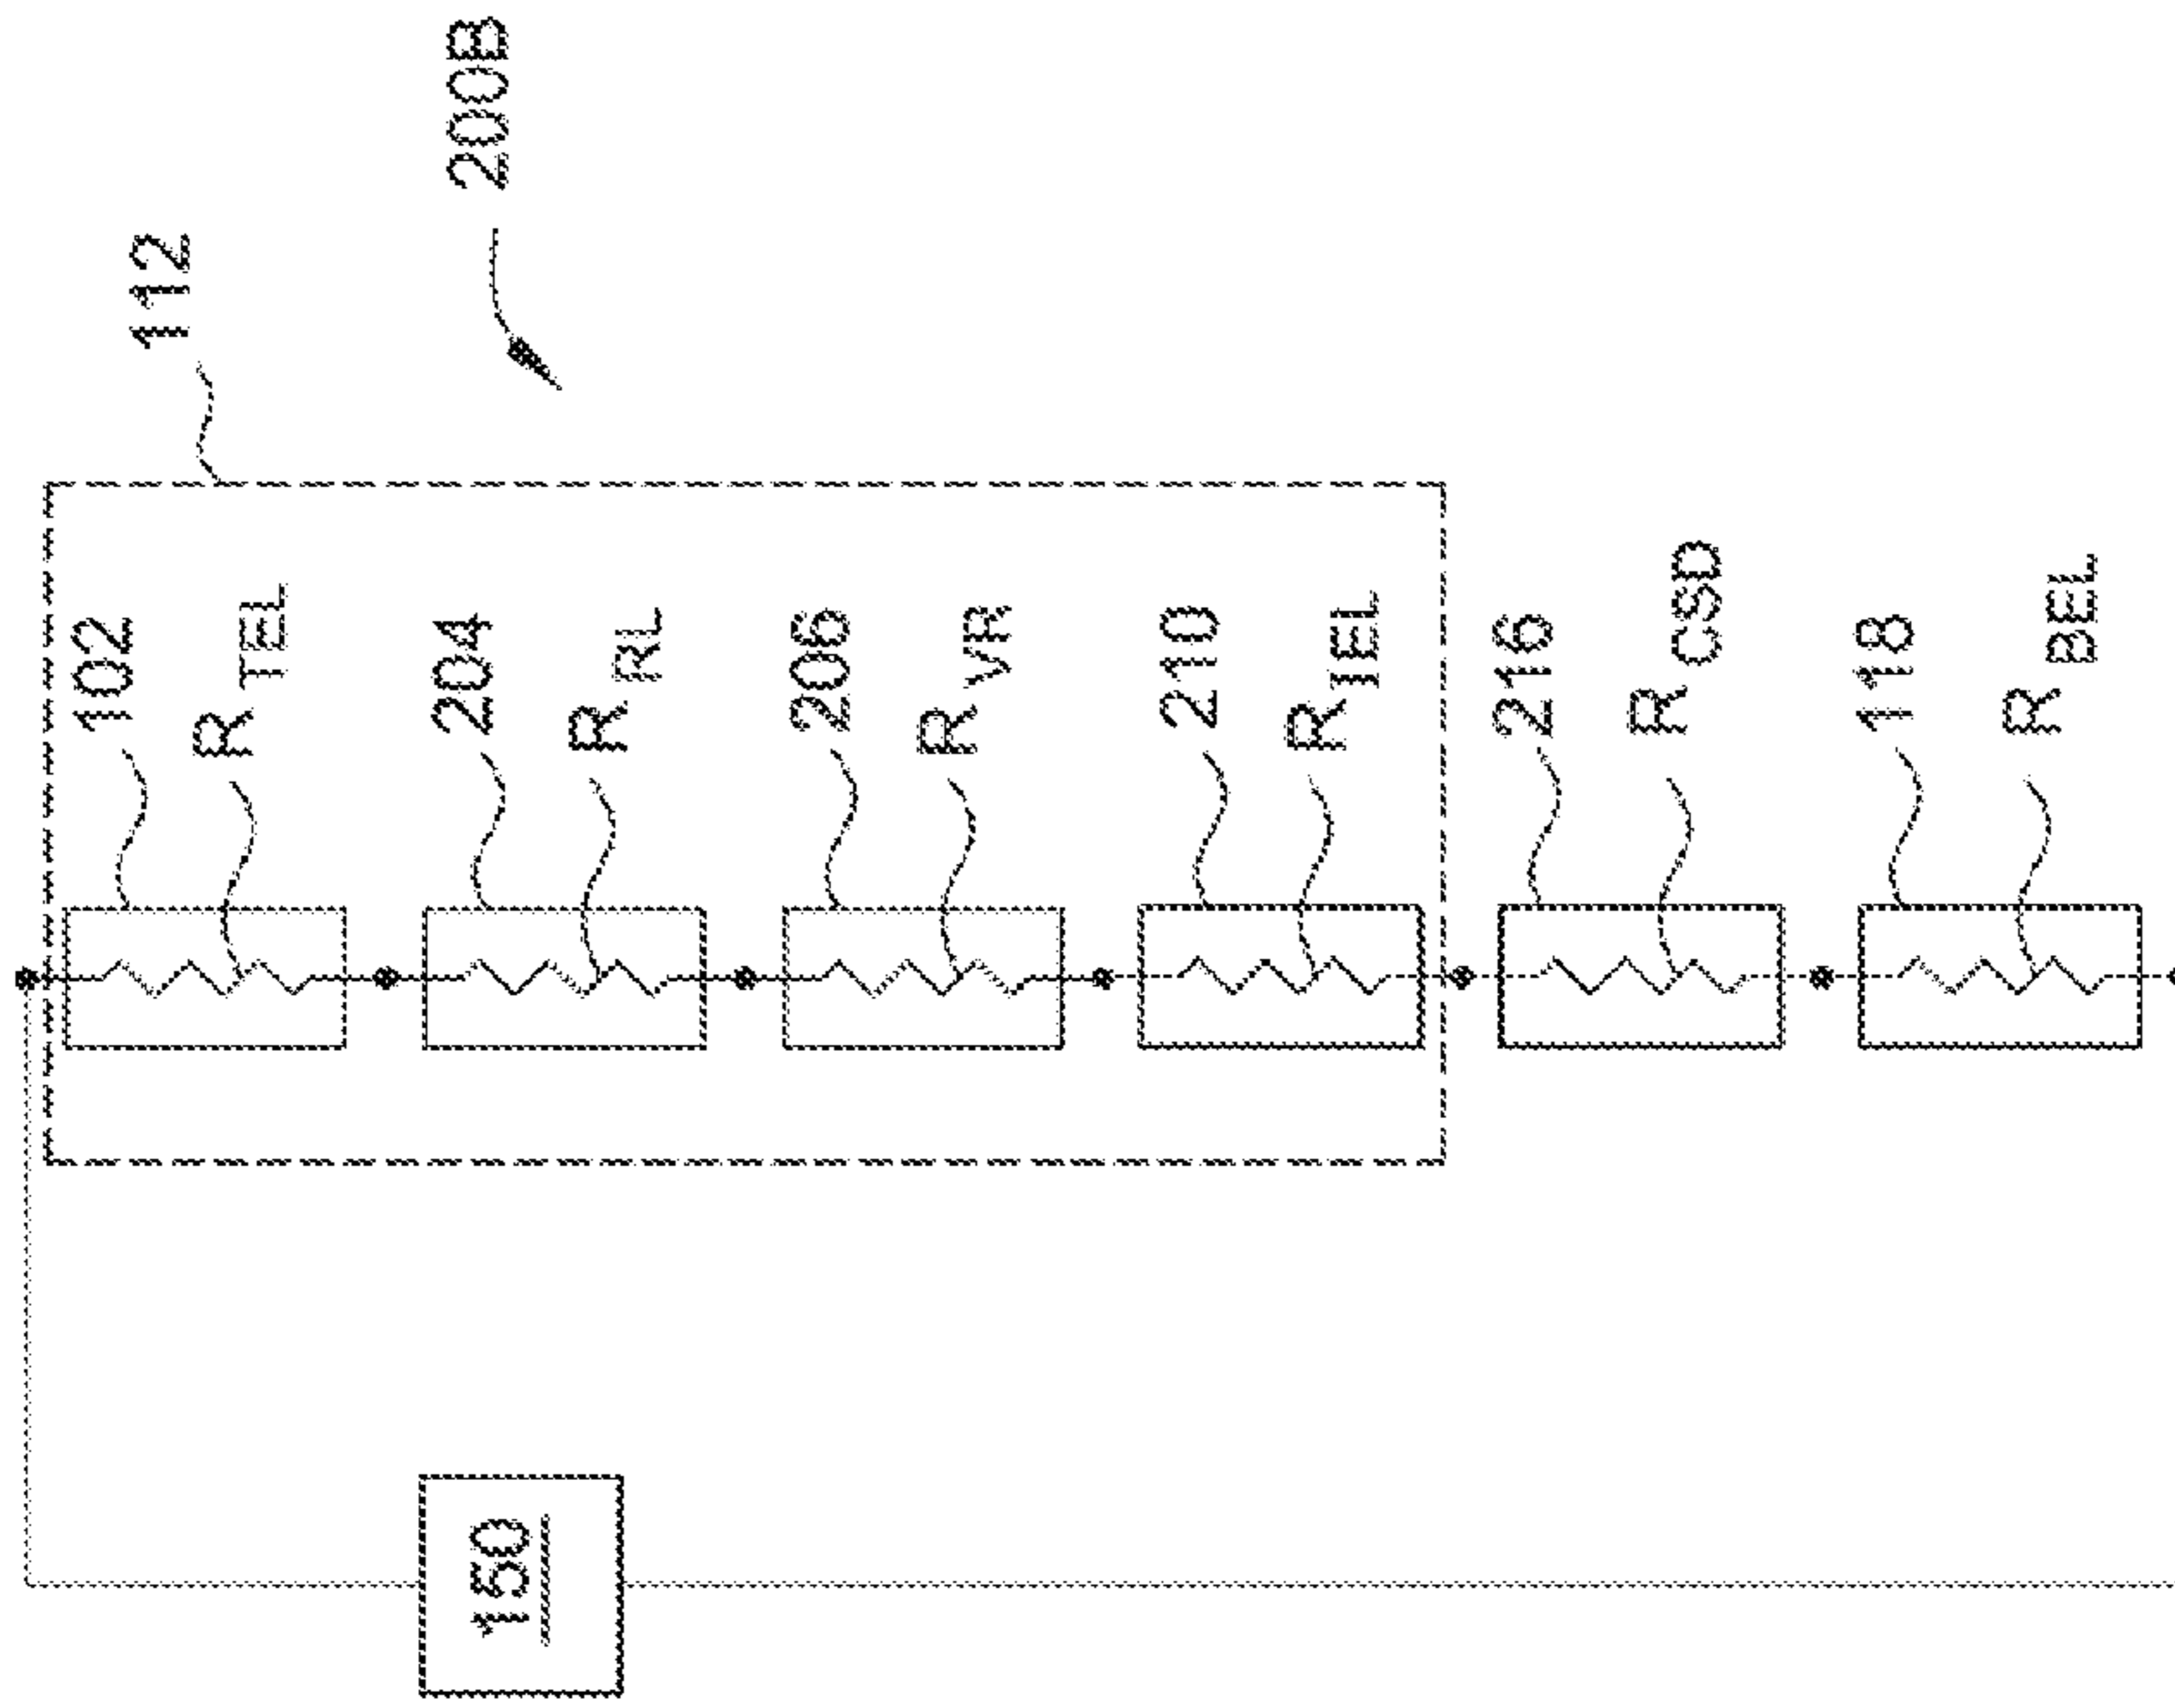 200B
112
102
R TEL
204
R RL
206
R VR
210
R IEL
216
R CSD
118
R BEL
150